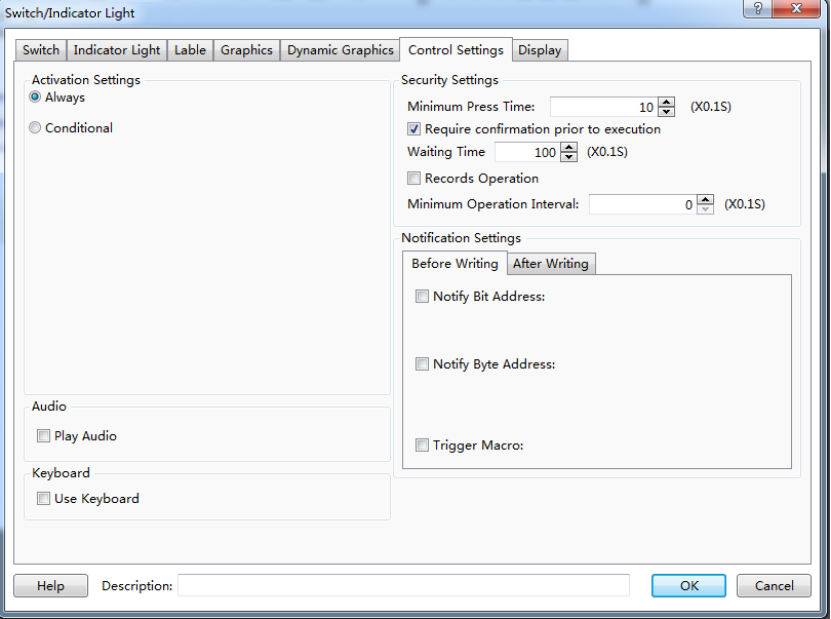 Switch/Indicator Light
?
Switch Indicator Light Lable Graphics Dynamic Graphics Control Settings Display
Activation Settings
Always
Conditional
Audio
Play Audio
Keyboard
Use Keyboard
Security Settings
Minimum Press Time: 10 (X0.1S)
Require confirmation prior to execution
Waiting Time 100 (X0.1S)
Records Operation
Minimum Operation Interval: 0 (X0.1S)
Notification Settings
Before Writing After Writing
Notify Bit Address:
Notify Byte Address:
Trigger Macro:
Help Description: OK Cancel